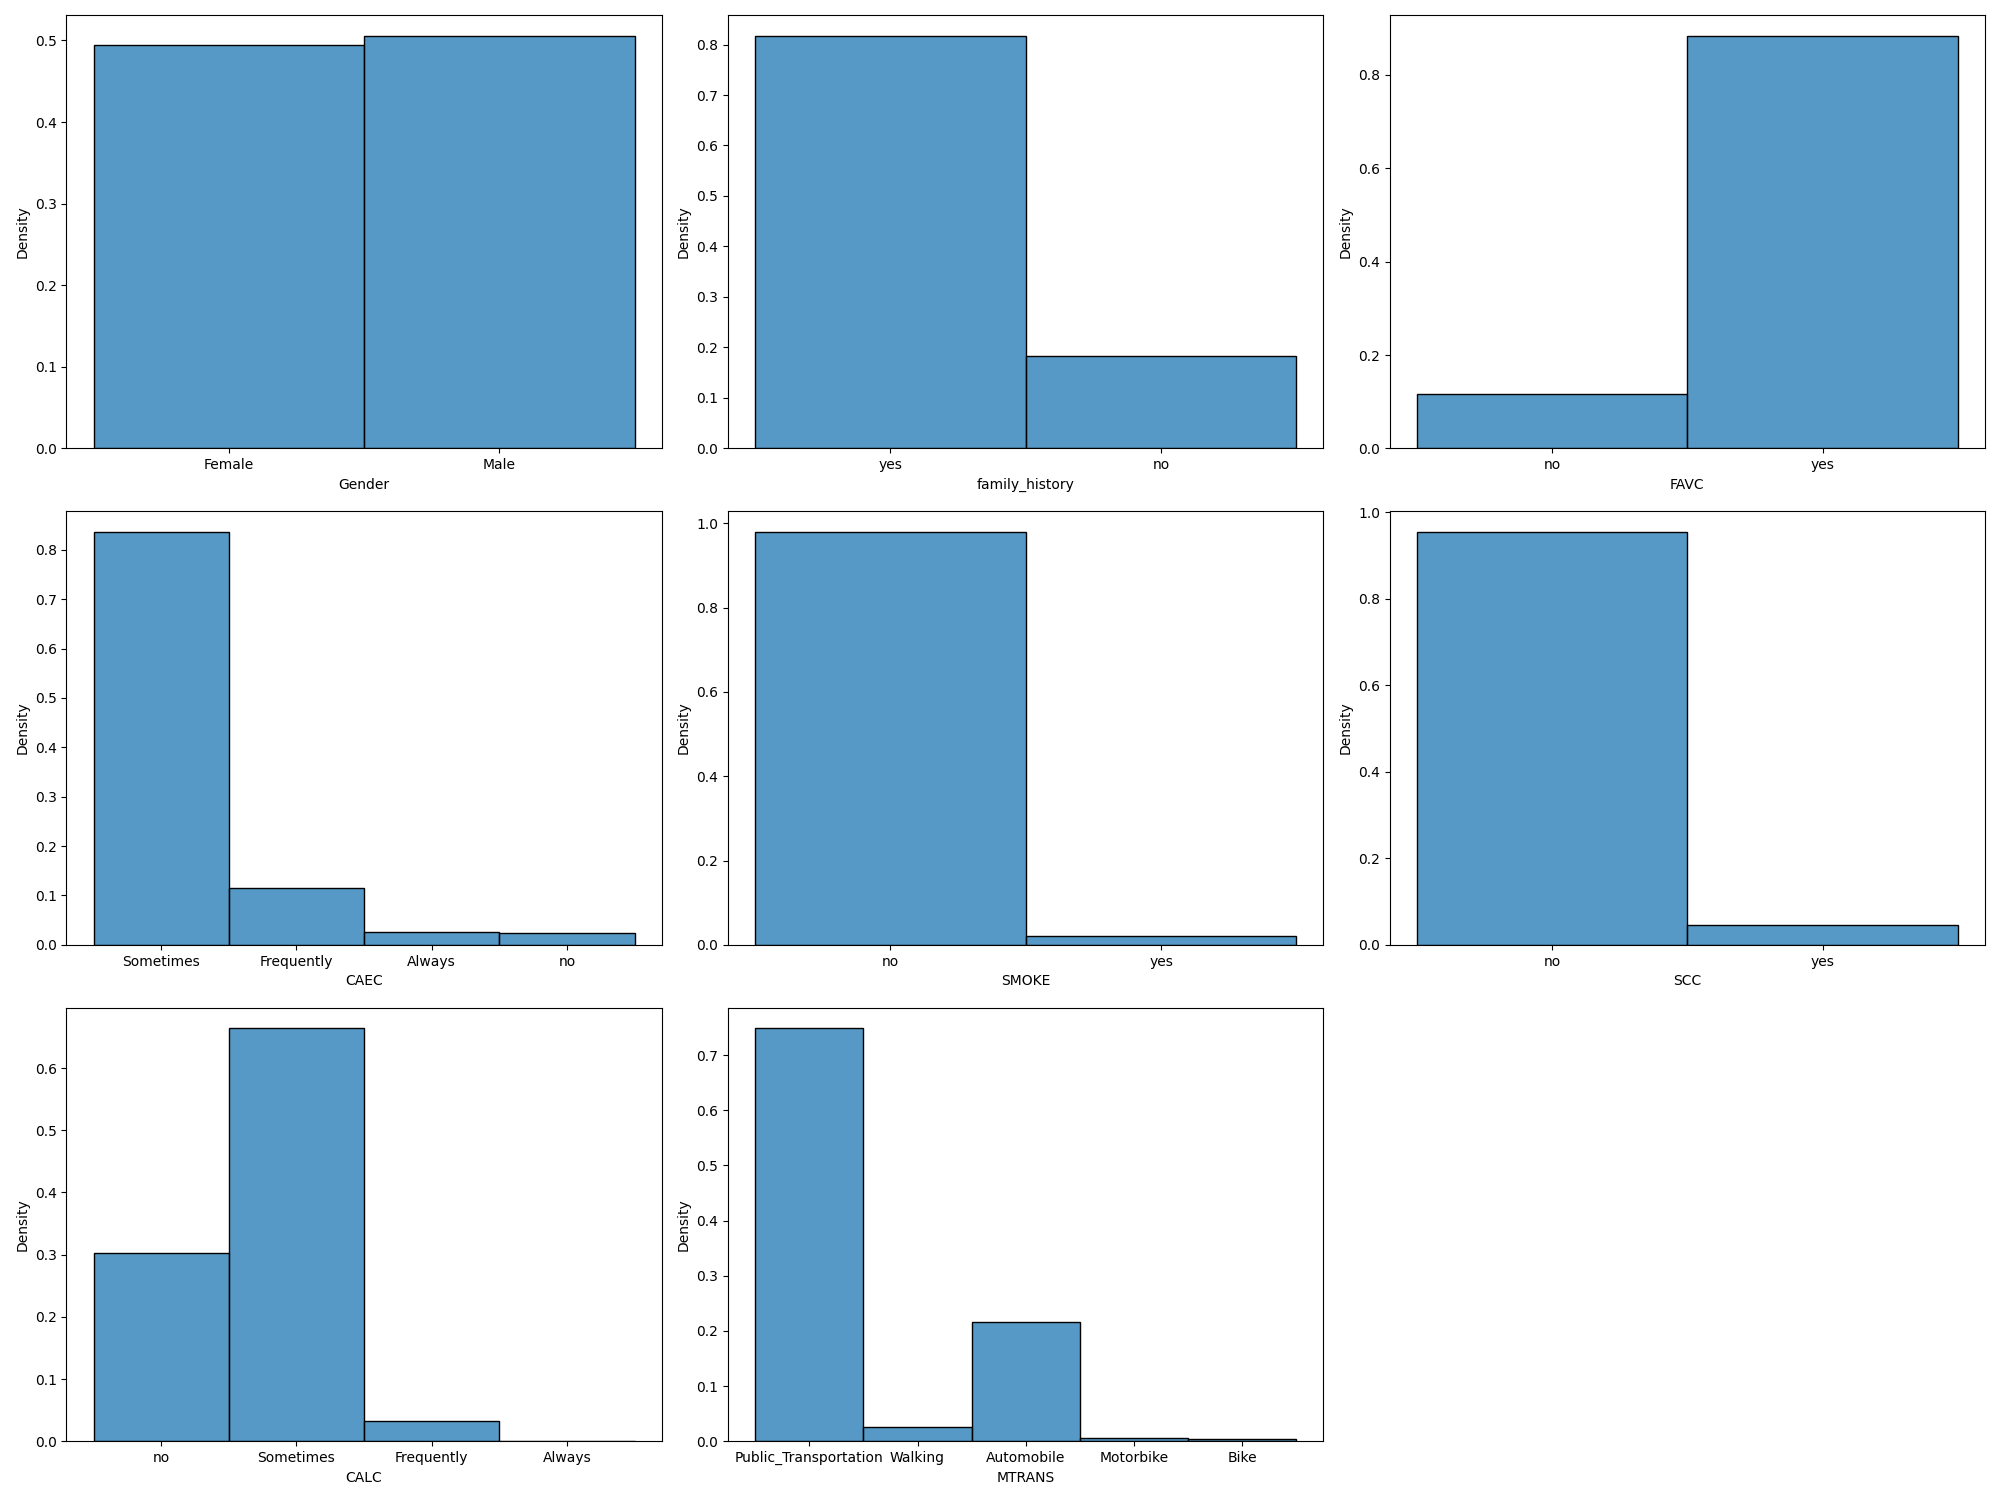 Density
0.5
0.4
0.3
0.2
0.1
0.0
Female Male
Gender
Density
0.8
0.7
0.6
0.5
0.4
0.3
0.2
0.1
0.0
yes no
family_history
Density
0.8
0.6
0.4
0.2
0.0
no yes
FAVC
Density
0.8
0.7
0.6
0.5
0.4
0.3
0.2
0.1
0.0
Sometimes Frequently Always no
CAEC
Density
1.0
0.8
0.6
0.4
0.2
0.0
no yes
SMOKE
Density
1.0
0.8
0.6
0.4
0.2
0.0
no yes
SCC
Density
0.6
0.5
0.4
0.3
0.2
0.1
0.0
no Sometimes Frequently Always
CALC
Density
0.7
0.6
0.5
0.4
0.3
0.2
0.1
0.0
Public_Transportation Walking Automobile Motorbike Bike
MTRANS